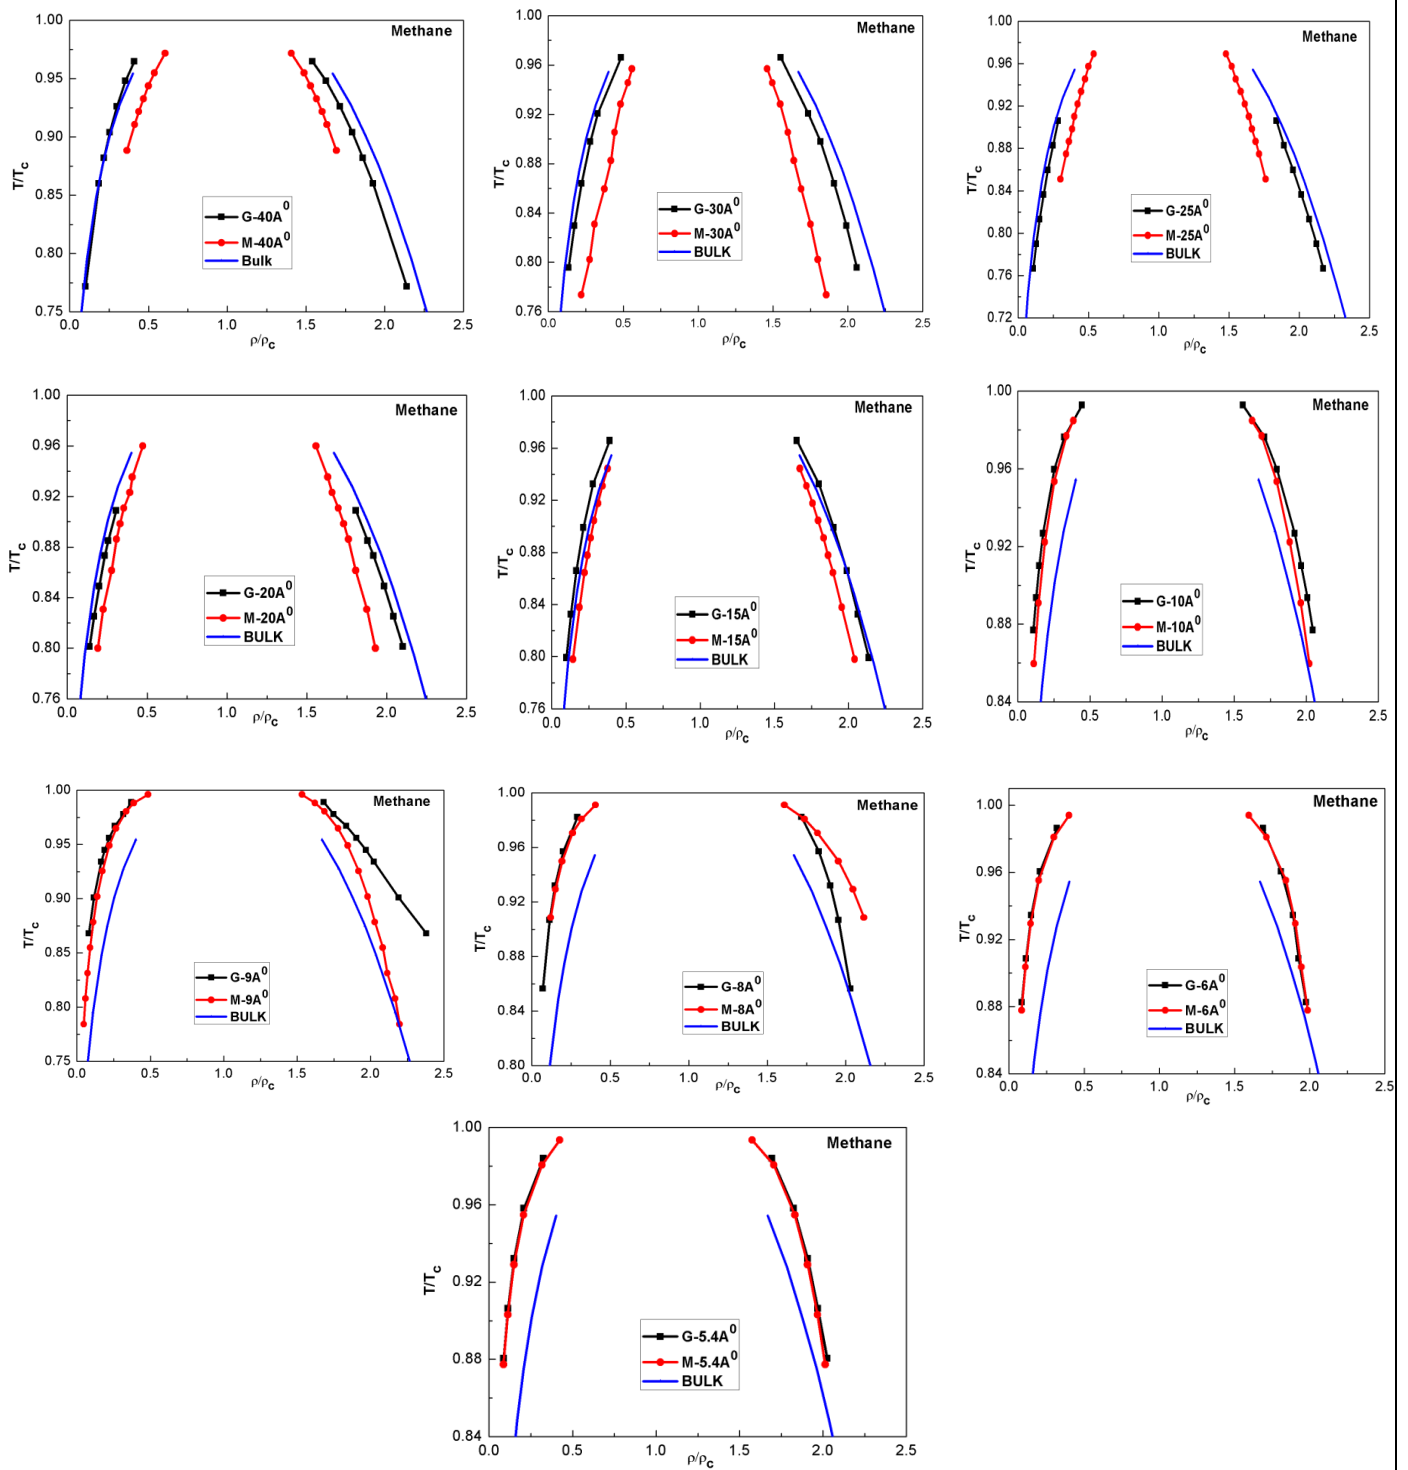 Methane
1.00
0.95
0.90
0.85
0.80
0.75
T/Tc
G-40A0
M-40A0
Bulk
0.0 0.5 1.0 1.5 2.0 2.5
ρ/ρc
Methane
1.00
0.96
0.92
0.88
0.84
0.80
0.76
T/Tc
G-30A0
M-30A0
BULK
0.0 0.5 1.0 1.5 2.0 2.5
ρ/ρc
Methane
1.00
0.96
0.92
0.88
0.84
0.80
0.76
0.72
T/Tc
G-25A0
M-25A0
BULK
0.0 0.5 1.0 1.5 2.0 2.5
ρ/ρc
Methane
1.00
0.96
0.92
0.88
0.84
0.80
0.76
T/Tc
G-20A0
M-20A0
BULK
0.0 0.5 1.0 1.5 2.0 2.5
ρ/ρc
Methane
1.00
0.96
0.92
0.88
0.84
0.80
0.76
T/Tc
G-15A0
M-15A0
BULK
0.0 0.5 1.0 1.5 2.0 2.5
ρ/ρc
Methane
1.00
0.96
0.92
0.88
0.84
T/Tc
G-10A0
M-10A0
BULK
0.0 0.5 1.0 1.5 2.0 2.5
ρ/ρc
Methane
1.00
0.95
0.90
0.85
0.80
0.75
T/Tc
G-9A0
M-9A0
BULK
0.0 0.5 1.0 1.5 2.0 2.5
ρ/ρc
Methane
1.00
0.96
0.92
0.88
0.84
0.80
T/Tc
G-8A0
M-8A0
BULK
0.0 0.5 1.0 1.5 2.0 2.5
ρ/ρc
Methane
1.00
0.96
0.92
0.88
0.84
T/Tc
G-6A0
M-6A0
BULK
0.0 0.5 1.0 1.5 2.0 2.5
ρ/ρc
Methane
1.00
0.96
0.92
0.88
0.84
T/Tc
G-5.4A0
M-5.4A0
BULK
0.0 0.5 1.0 1.5 2.0 2.5
ρ/ρc